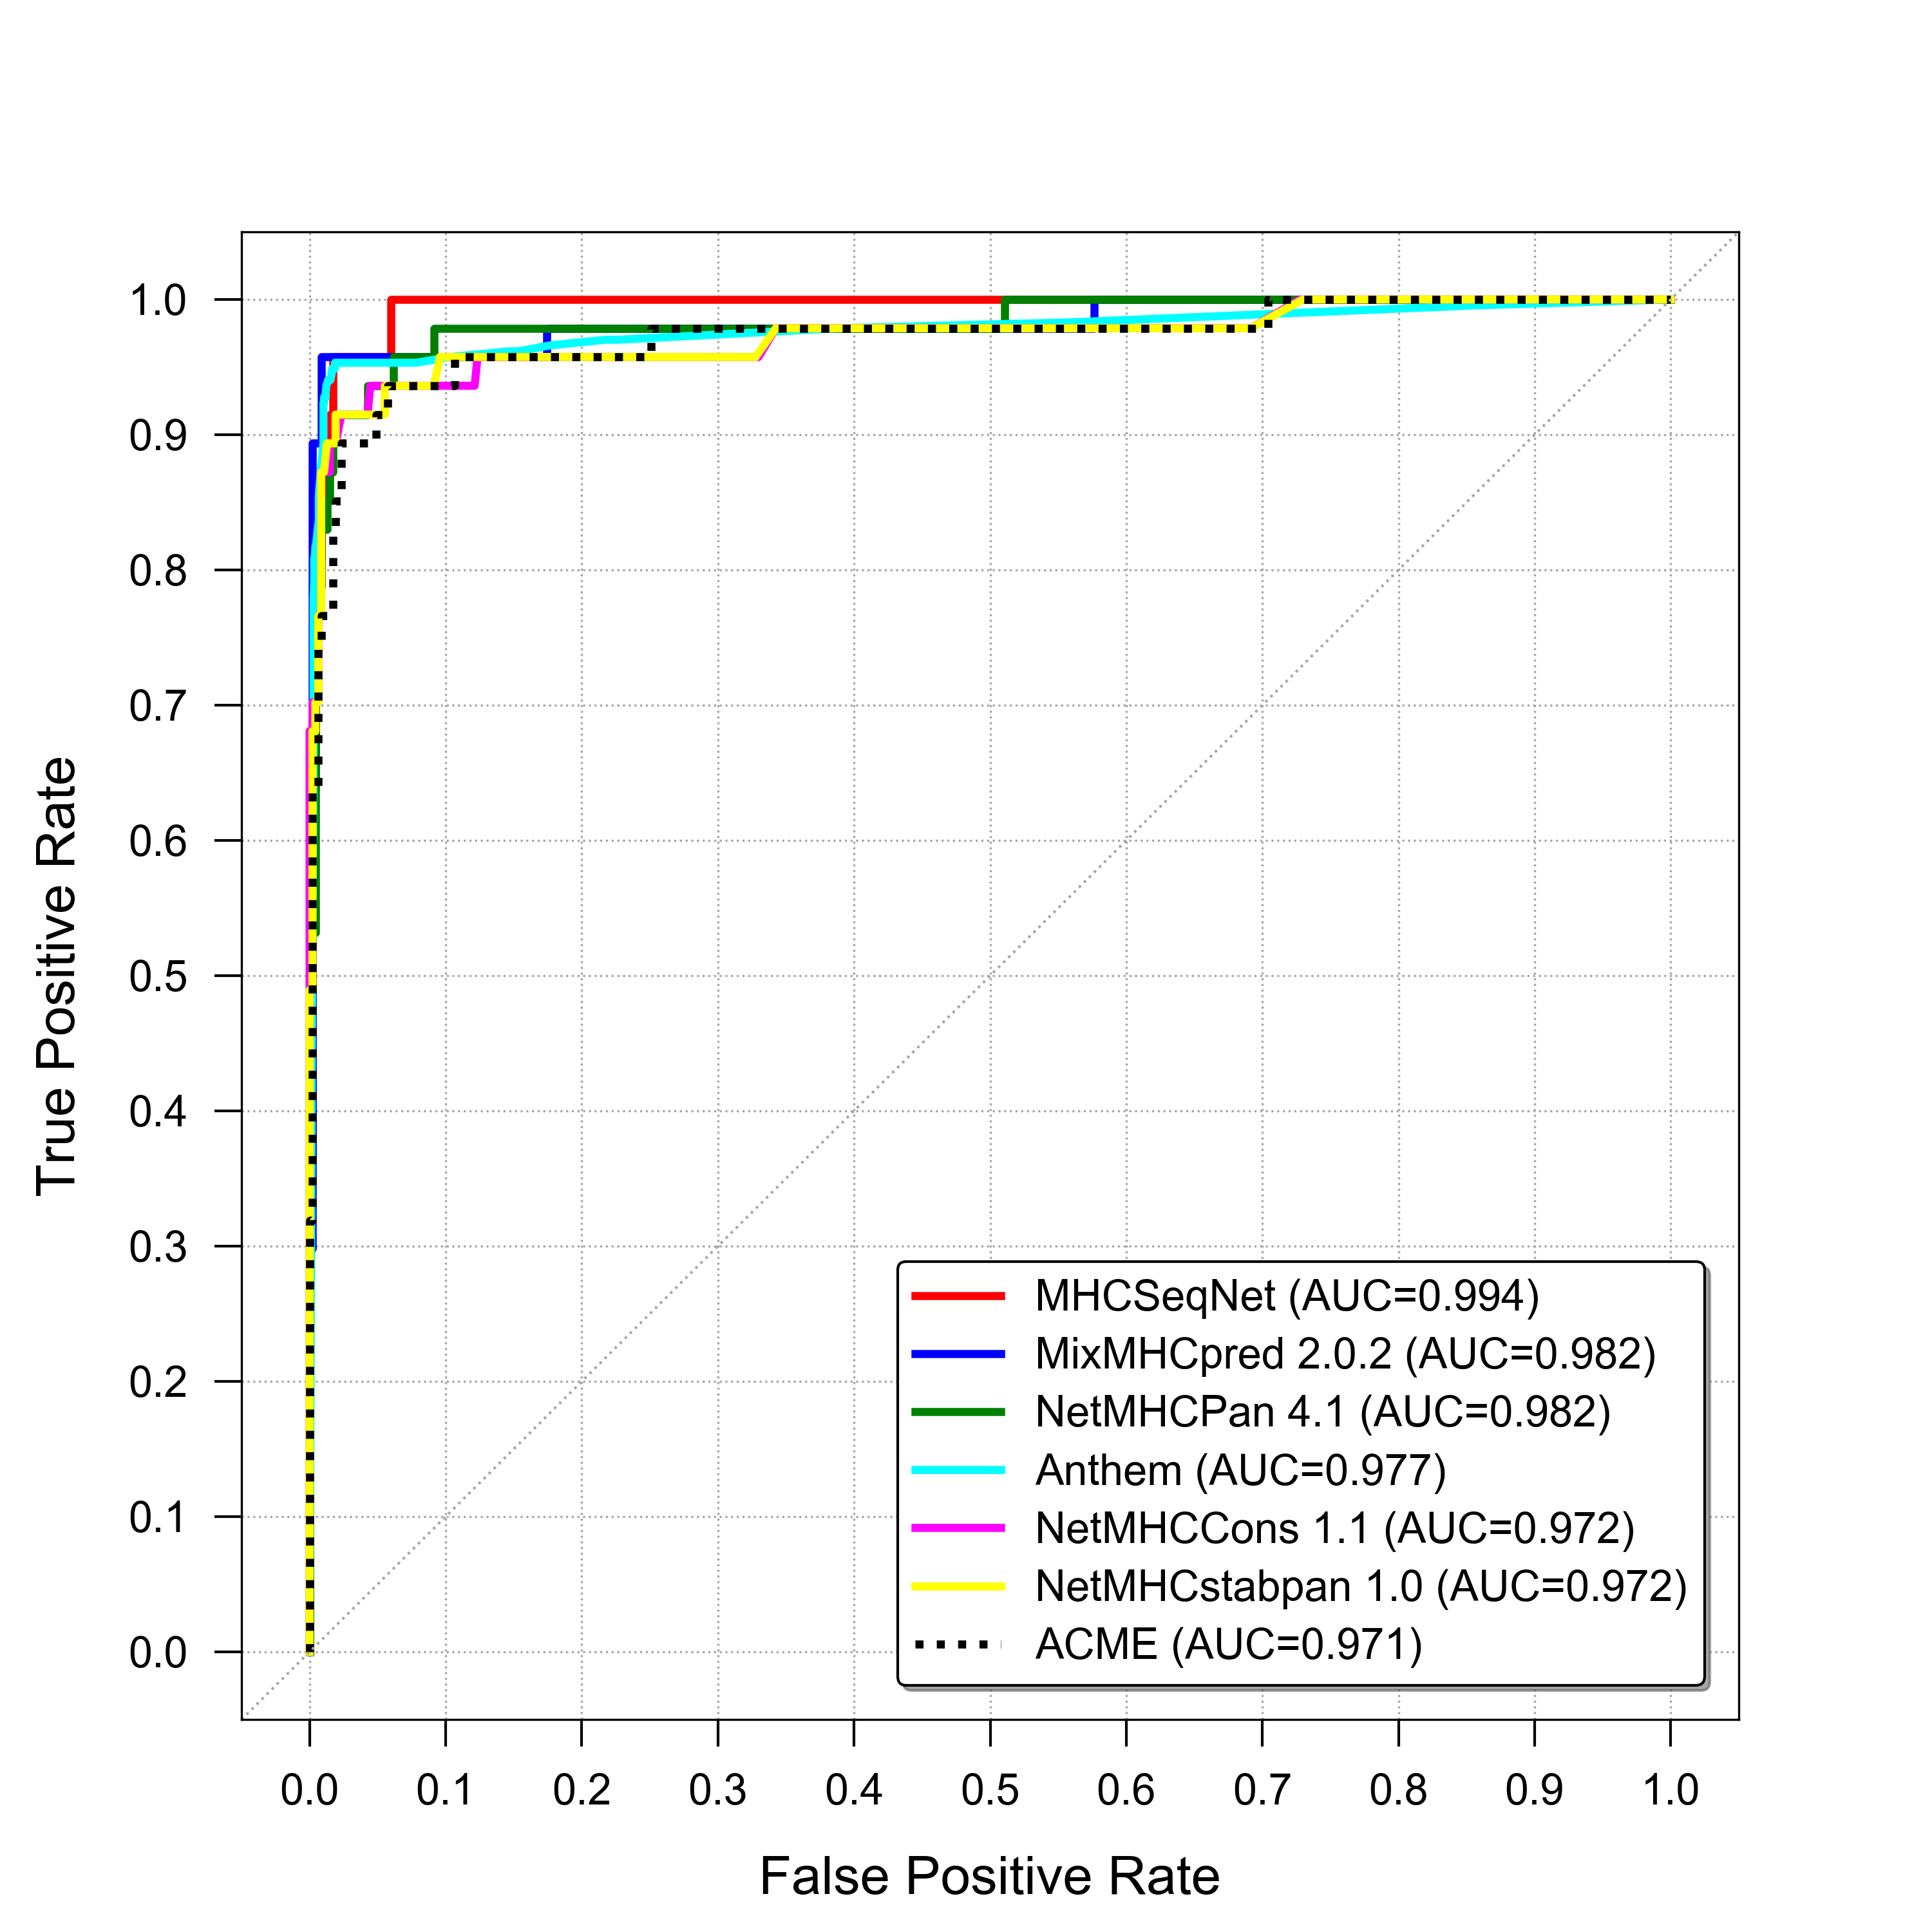 1.0
0.9
0.8
0.7
0.6
0.5
0.4
0.3
0.2
0.1
0.0
True Positive Rate
MHCSeqNet (AUC=0.994)
MixMHCpred 2.0.2 (AUC=0.982)
NetMHCPan 4.1 (AUC=0.982)
Anthem (AUC=0.977)
NetMHCCons 1.1 (AUC=0.972)
NetMHCstabpan 1.0 (AUC=0.972)
ACME (AUC=0.971)
0.0 0.1 0.2 0.3 0.4 0.5 0.6 0.7 0.8 0.9 1.0
False Positive Rate